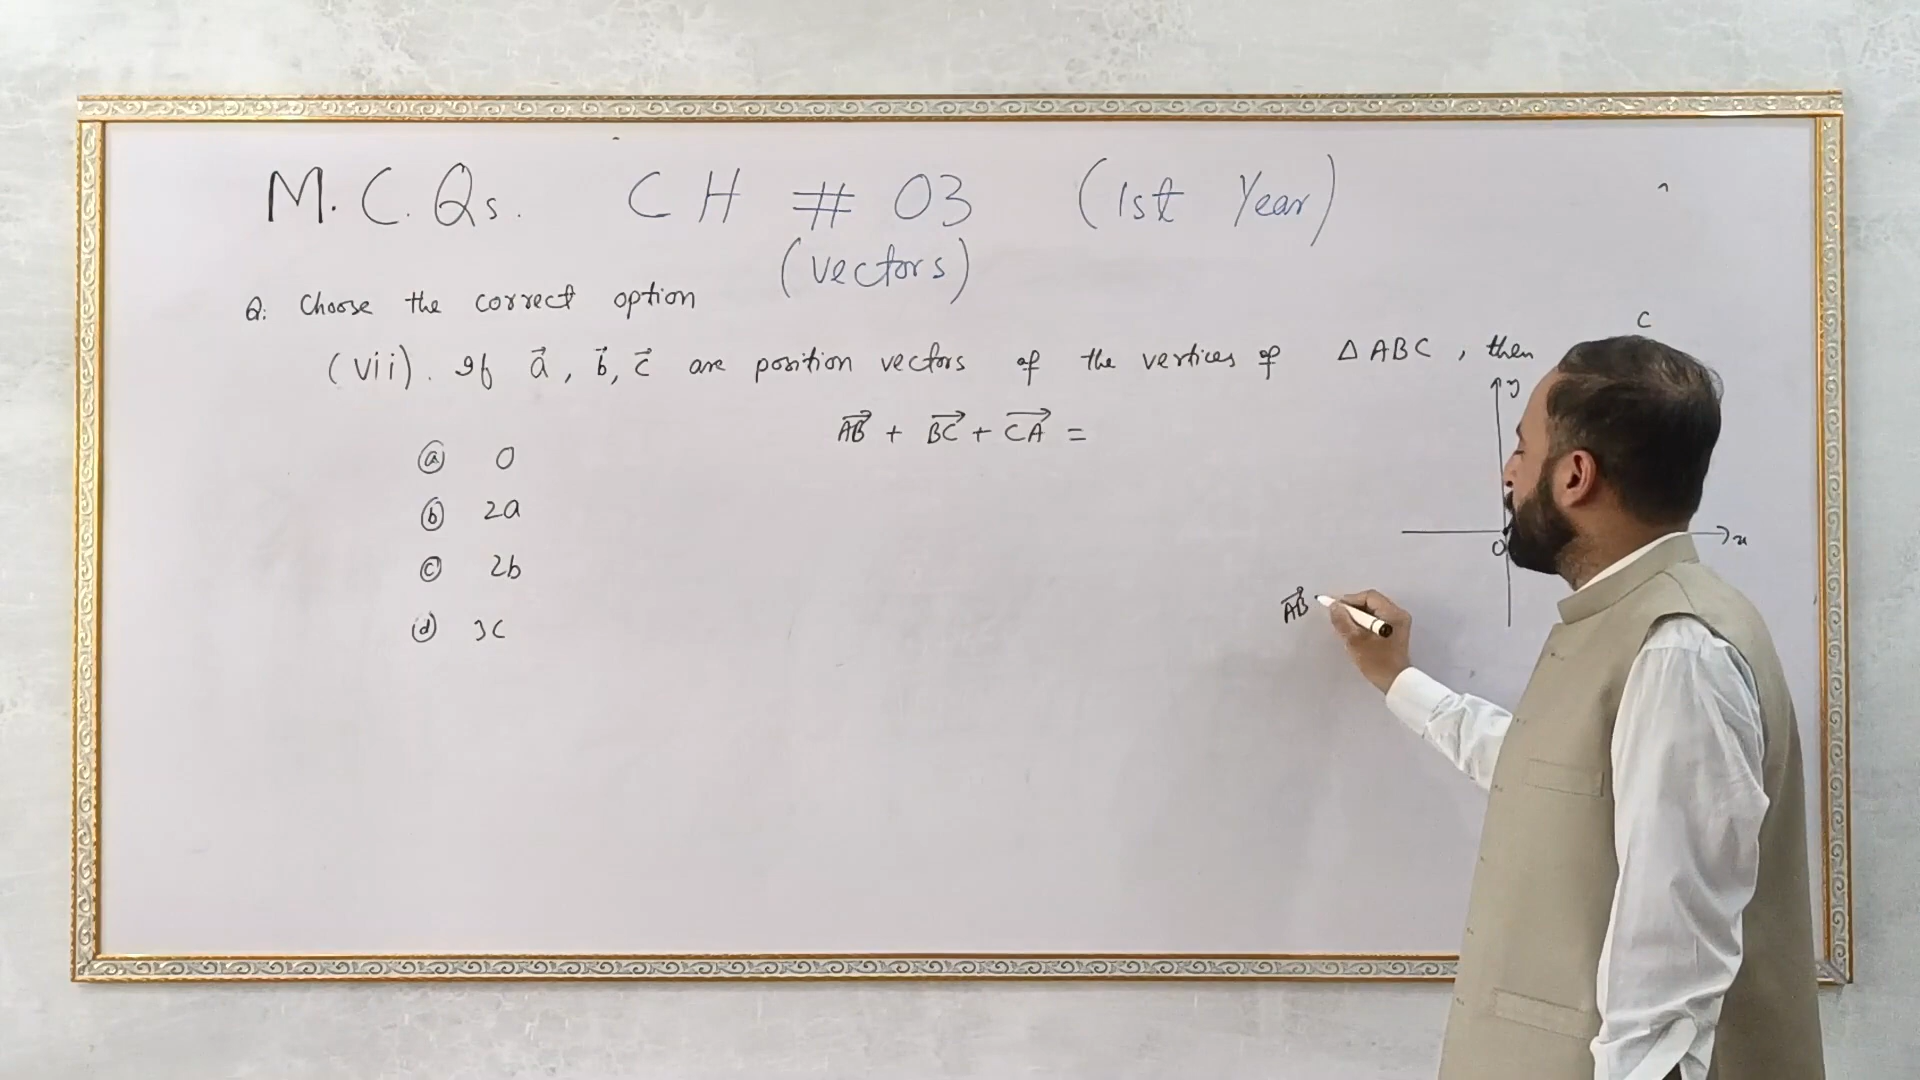 M.C.Qs. CH # 03 (1st Year)
(vectors)
Q: Choose the correct option
(vii). If a⃗, b⃗, c⃗ are position vectors of the vertices of △ABC, then
AB⃗ + BC⃗ + CA⃗ =
ⓐ 0
ⓑ 2a
ⓒ 2b
ⓓ 3c
C
y
x
O
AB⃗